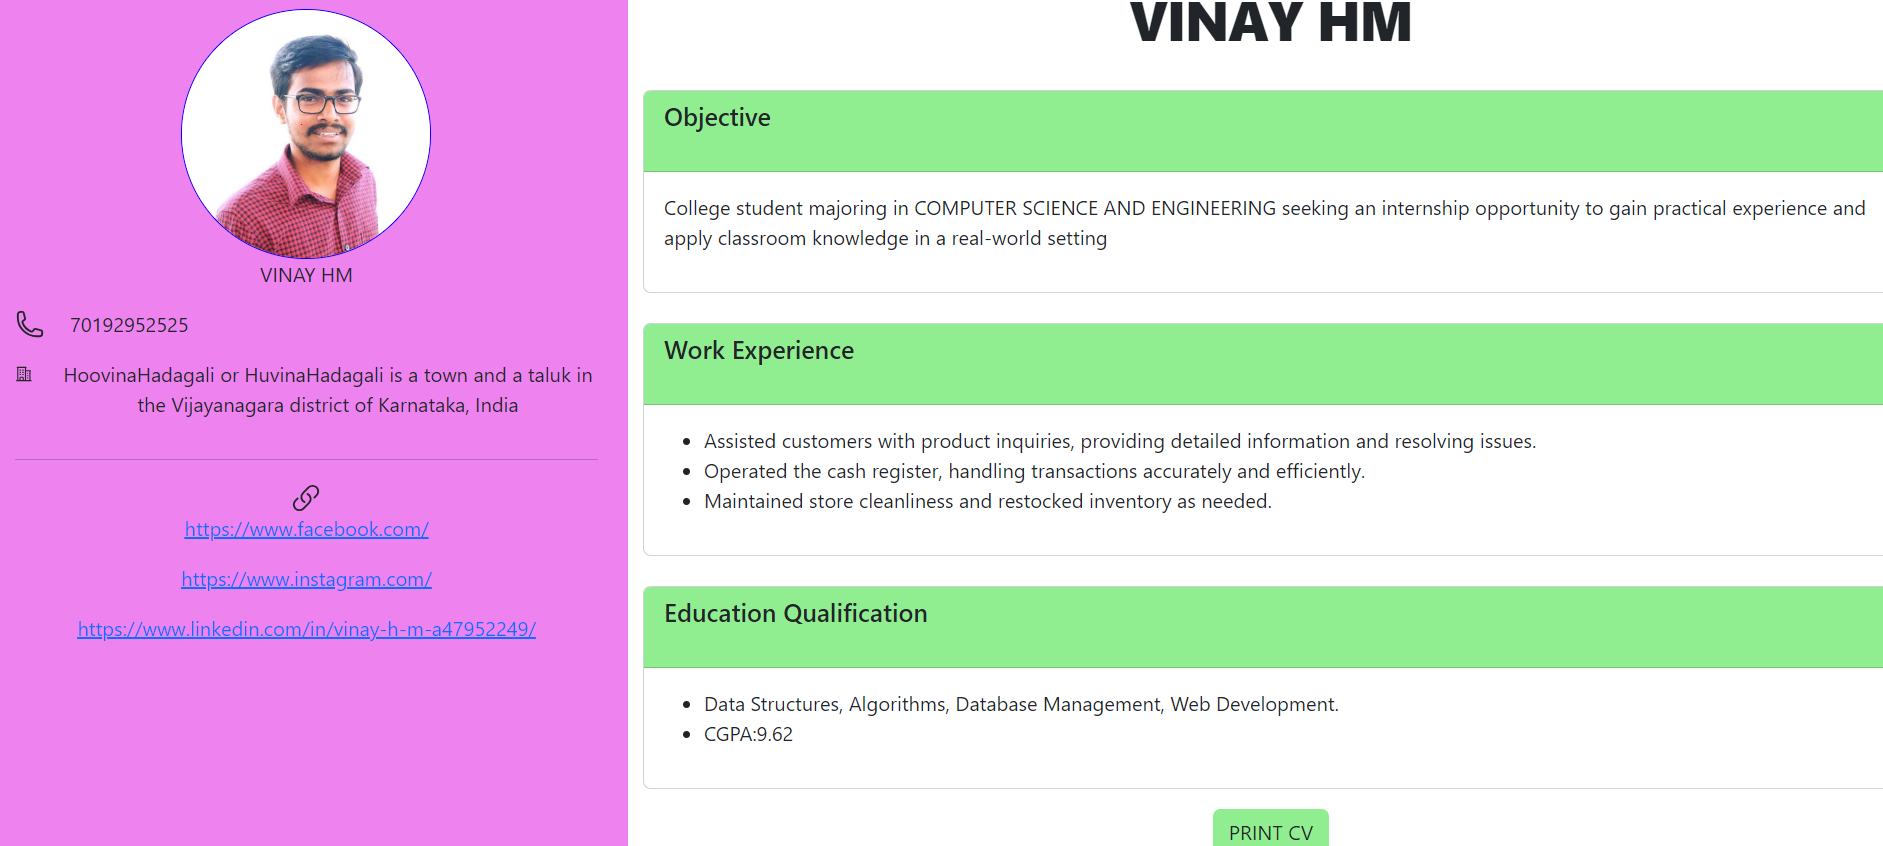 VINAY HM
70192952525
HoovinaHadagali or HuvinaHadagali is a town and a taluk in
the Vijayanagara district of Karnataka, India
https://www.facebook.com/
https://www.instagram.com/
https://www.linkedin.com/in/vinay-h-m-a47952249/
VINAY HM
Objective
College student majoring in COMPUTER SCIENCE AND ENGINEERING seeking an internship opportunity to gain practical experience and
apply classroom knowledge in a real-world setting
Work Experience
Assisted customers with product inquiries, providing detailed information and resolving issues.
Operated the cash register, handling transactions accurately and efficiently.
Maintained store cleanliness and restocked inventory as needed.
Education Qualification
Data Structures, Algorithms, Database Management, Web Development.
CGPA:9.62
PRINT CV